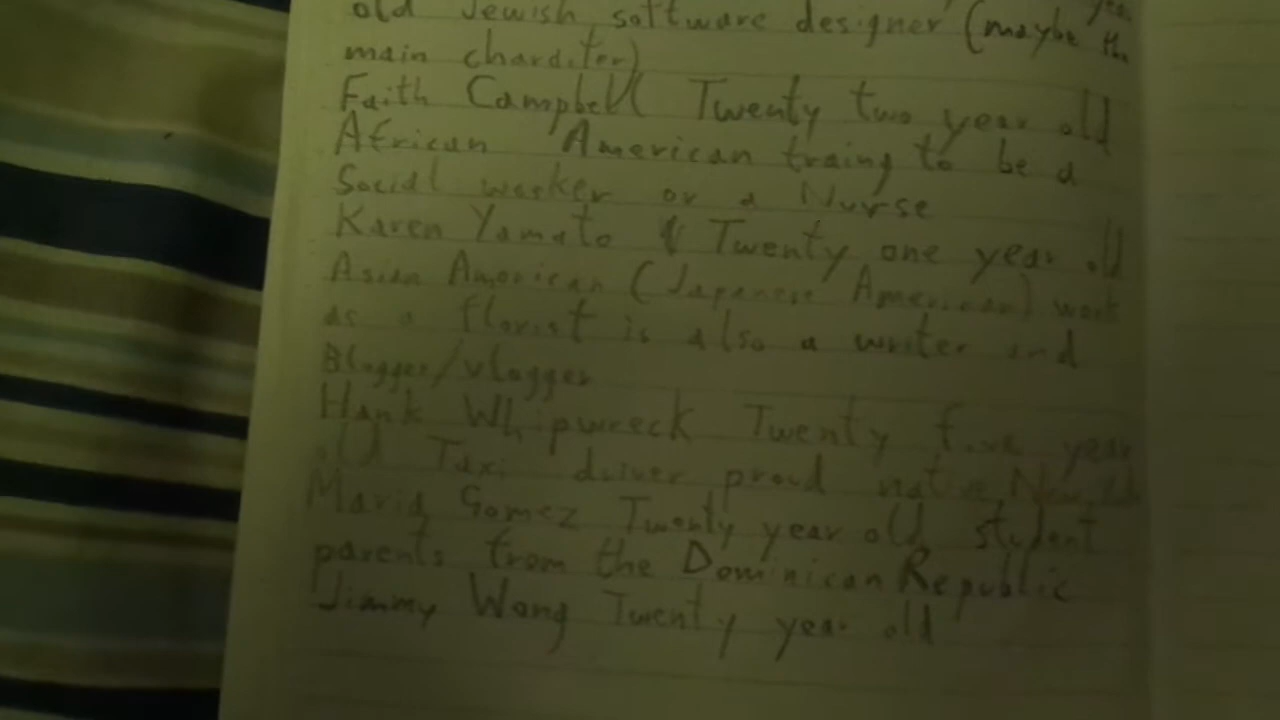 old Jewish software designer (maybe the
main charditer)
Faith Campbell Twenty two year old
African American traing to be a
Social worker or a Nurse
Karen Yamato Twenty one year old
Asian American (Japanese American) work
as a florist is also a writer and
Blogger/vlogger
Hank Whipwreck Twenty five year
old Taxi driver proud
Maria Gomez Twenty year old student
parents from the Dominican Republic
Jimmy Wong Twenty year old